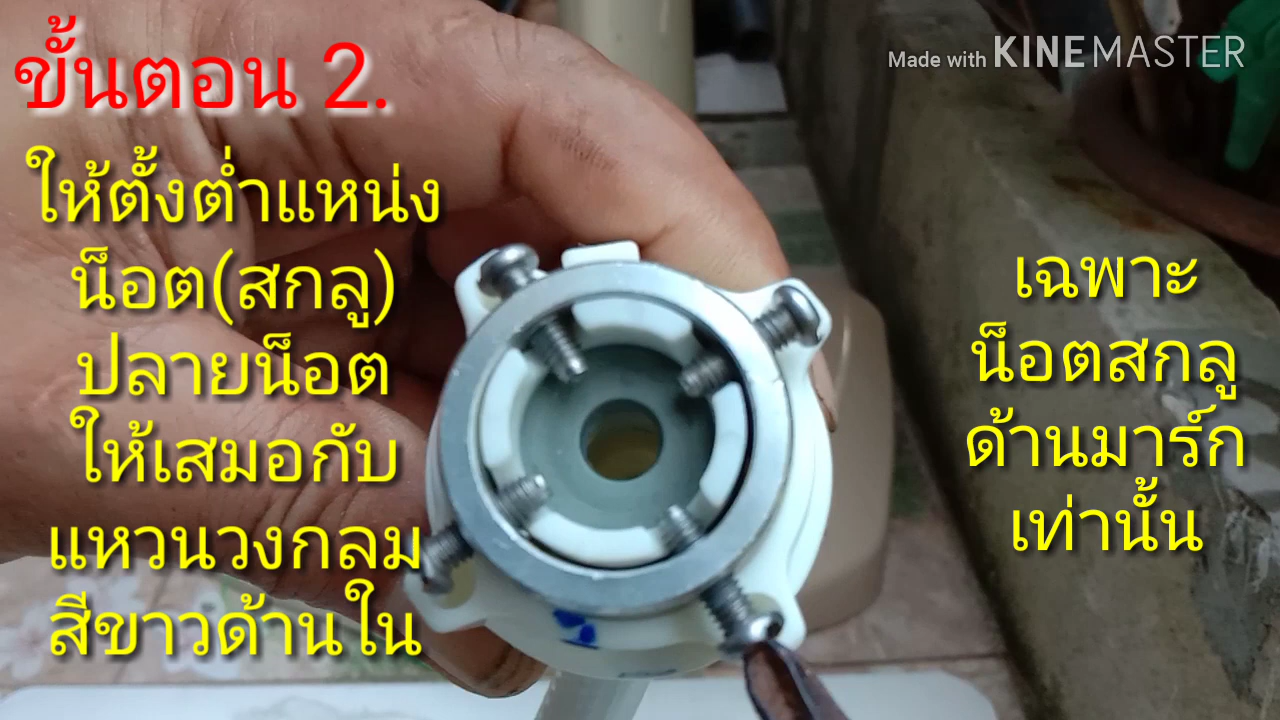 ขั้นตอน 2.
ให้ตั้งตำแหน่ง
น็อต(สกลู)
ปลายน็อต
ให้เสมอกับ
แหวนวงกลม
สีขาวด้านใน
Made with KINEMASTER
เฉพาะ
น็อตสกลู
ด้านมาร์ก
เท่านั้น